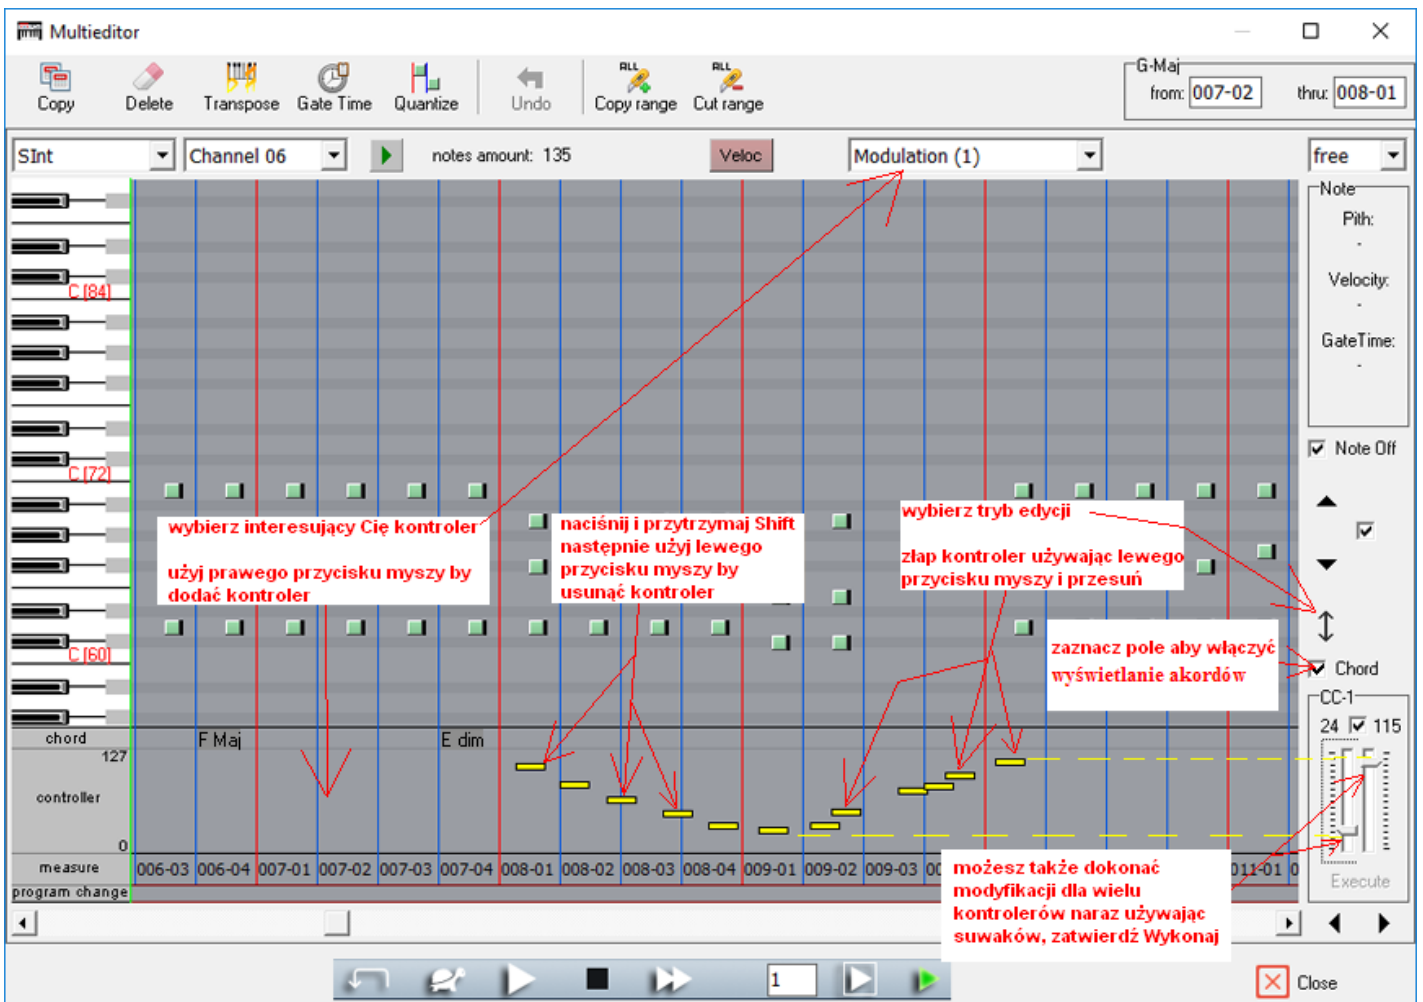 Multieditor
Copy
Delete
Transpose
Gate Time
Quantize
Undo
ALL
Copy range
ALL
Cut range
G-Maj
from: 007-02
thru: 008-01
SInt
Channel 06
notes amount: 135
Veloc
Modulation (1)
free
Note
Pith:
-
Velocity:
-
GateTime:
-
C [84]
C [72]
C [60]
Note Off
wybierz interesujący Cię kontroler
użyj prawego przycisku myszy by
dodać kontroler
naciśnij i przytrzymaj Shift
następnie użyj lewego
przycisku myszy by
usunąć kontroler
wybierz tryb edycji
złap kontroler używając lewego
przycisku myszy i przesuń
zaznacz pole aby włączyć
wyświetlanie akordów
Chord
CC-1
24
115
chord
F Maj
E dim
127
controller
0
measure
006-03
006-04
007-01
007-02
007-03
007-04
008-01
008-02
008-03
008-04
009-01
009-02
009-03
011-01
program change
możesz także dokonać
modyfikacji dla wielu
kontrolerów naraz używając
suwaków, zatwierdź Wykonaj
Execute
1
Close